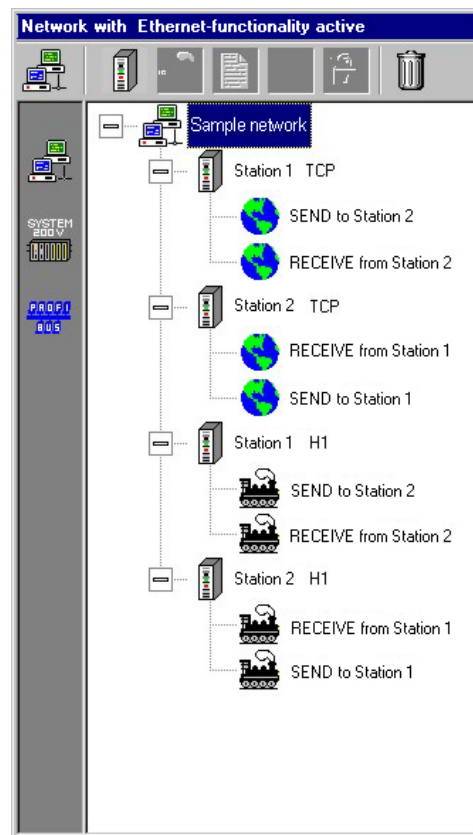 Network with Ethernet-functionality active
Sample network
Station 1 TCP
SYSTEM
200V
SEND to Station 2
RECEIVE from Station 2
PROFI
BUS
Station 2 TCP
RECEIVE from Station 1
SEND to Station 1
Station 1 H1
SEND to Station 2
RECEIVE from Station 2
Station 2 H1
RECEIVE from Station 1
SEND to Station 1